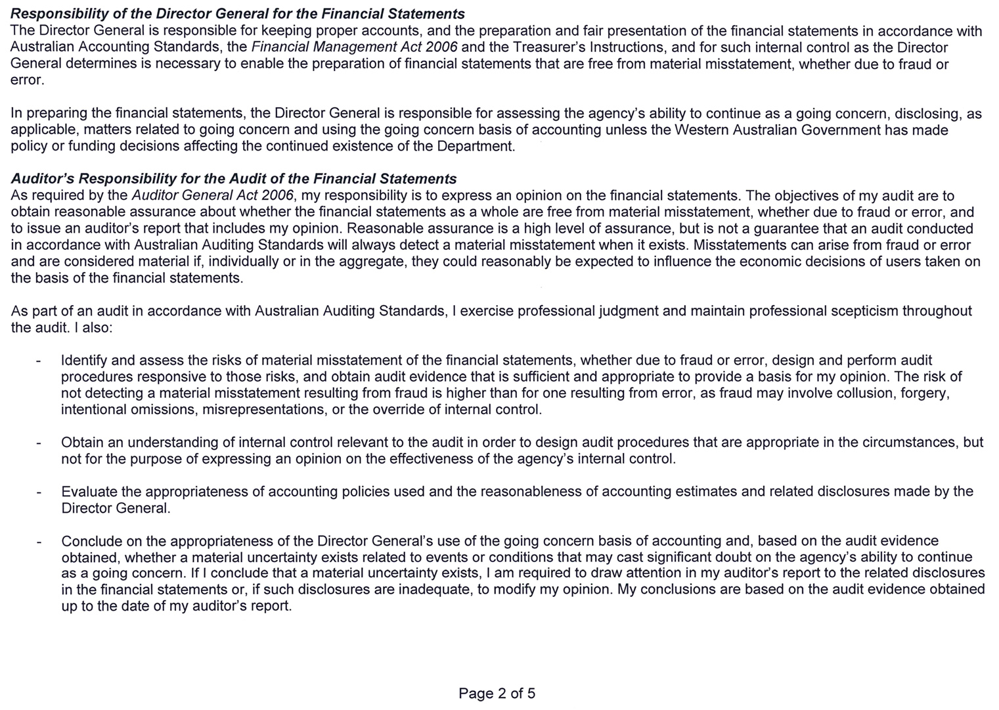 Responsibility of the Director General for the Financial Statements
The Director General is responsible for keeping proper accounts, and the preparation and fair presentation of the financial statements in accordance with
Australian Accounting Standards, the Financial Management Act 2006 and the Treasurer's Instructions, and for such internal control as the Director
General determines is necessary to enable the preparation of financial statements that are free from material misstatement, whether due to fraud or
error.
In preparing the financial statements, the Director General is responsible for assessing the agency's ability to continue as a going concern, disclosing, as
applicable, matters related to going concern and using the going concern basis of accounting unless the Western Australian Government has made
policy or funding decisions affecting the continued existence of the Department.
Auditor's Responsibility for the Audit of the Financial Statements
As required by the Auditor General Act 2006, my responsibility is to express an opinion on the financial statements. The objectives of my audit are to
obtain reasonable assurance about whether the financial statements as a whole are free from material misstatement, whether due to fraud or error, and
to issue an auditor's report that includes my opinion. Reasonable assurance is a high level of assurance, but is not a guarantee that an audit conducted
in accordance with Australian Auditing Standards will always detect a material misstatement when it exists. Misstatements can arise from fraud or error
and are considered material if, individually or in the aggregate, they could reasonably be expected to influence the economic decisions of users taken on
the basis of the financial statements.
As part of an audit in accordance with Australian Auditing Standards, I exercise professional judgment and maintain professional scepticism throughout
the audit. I also:
- Identify and assess the risks of material misstatement of the financial statements, whether due to fraud or error, design and perform audit
procedures responsive to those risks, and obtain audit evidence that is sufficient and appropriate to provide a basis for my opinion. The risk of
not detecting a material misstatement resulting from fraud is higher than for one resulting from error, as fraud may involve collusion, forgery,
intentional omissions, misrepresentations, or the override of internal control.
- Obtain an understanding of internal control relevant to the audit in order to design audit procedures that are appropriate in the circumstances, but
not for the purpose of expressing an opinion on the effectiveness of the agency's internal control.
- Evaluate the appropriateness of accounting policies used and the reasonableness of accounting estimates and related disclosures made by the
Director General.
- Conclude on the appropriateness of the Director General's use of the going concern basis of accounting and, based on the audit evidence
obtained, whether a material uncertainty exists related to events or conditions that may cast significant doubt on the agency's ability to continue
as a going concern. If I conclude that a material uncertainty exists, I am required to draw attention in my auditor's report to the related disclosures
in the financial statements or, if such disclosures are inadequate, to modify my opinion. My conclusions are based on the audit evidence obtained
up to the date of my auditor's report.
Page 2 of 5